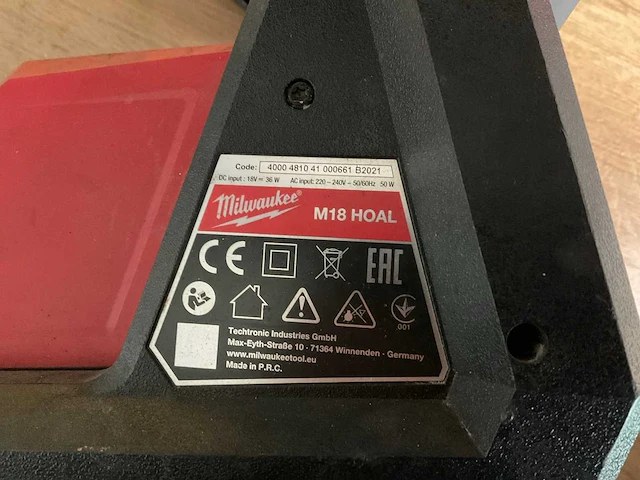 Code: 4000 4810 41 000661 B2021
DC input: 18V⎓ 36 W AC input: 220 – 240V ~ 50/60Hz 50 W
Milwaukee®
M18 HOAL
CE EAC
.001
Techtronic Industries GmbH
Max-Eyth-Straße 10 · 71364 Winnenden · Germany
www.milwaukeetool.eu
Made in P.R.C.